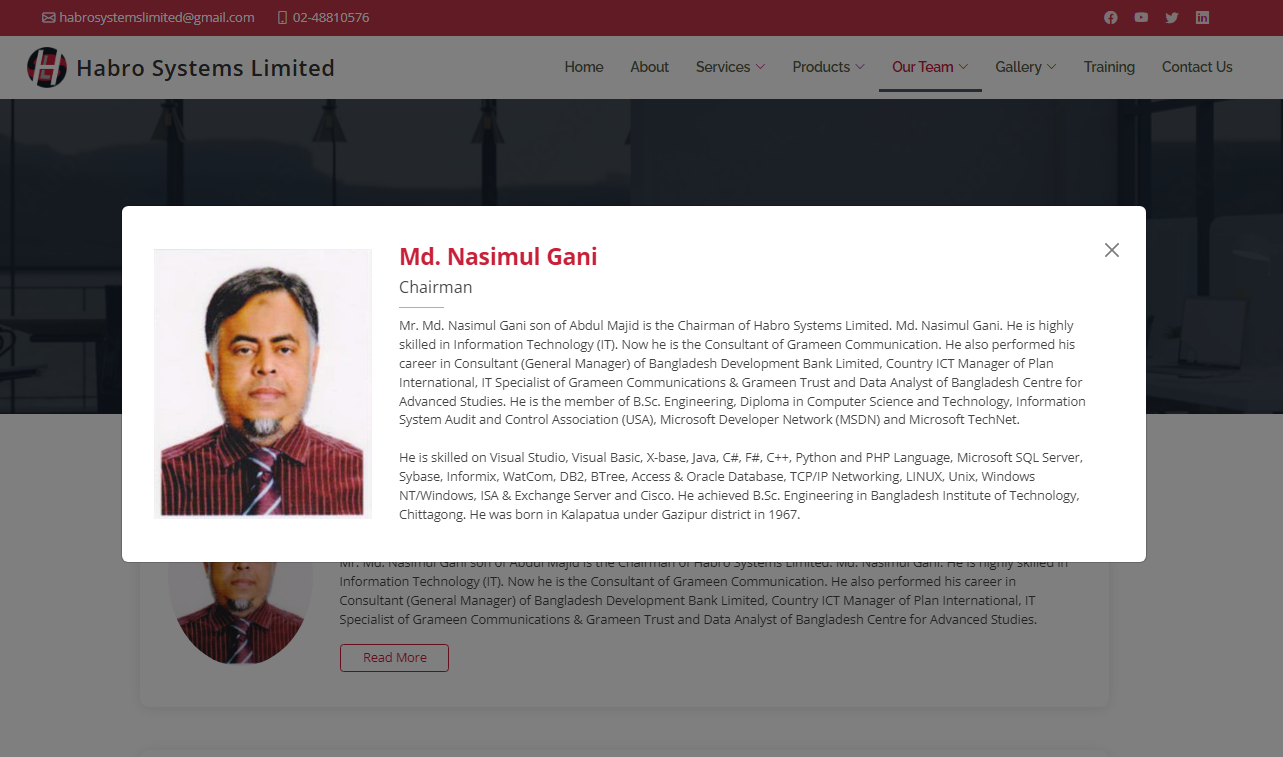 habrosystemslimited@gmail.com 02-48810576
Habro Systems Limited
Home About Services Products Our Team Gallery Training Contact Us
Md. Nasimul Gani
Chairman
Mr. Md. Nasimul Gani son of Abdul Majid is the Chairman of Habro Systems Limited. Md. Nasimul Gani. He is highly
skilled in Information Technology (IT). Now he is the Consultant of Grameen Communication. He also performed his
career in Consultant (General Manager) of Bangladesh Development Bank Limited, Country ICT Manager of Plan
International, IT Specialist of Grameen Communications & Grameen Trust and Data Analyst of Bangladesh Centre for
Advanced Studies. He is the member of B.Sc. Engineering, Diploma in Computer Science and Technology, Information
System Audit and Control Association (USA), Microsoft Developer Network (MSDN) and Microsoft TechNet.
He is skilled on Visual Studio, Visual Basic, X-base, Java, C#, F#, C++, Python and PHP Language, Microsoft SQL Server,
Sybase, Informix, WatCom, DB2, BTree, Access & Oracle Database, TCP/IP Networking, LINUX, Unix, Windows
NT/Windows, ISA & Exchange Server and Cisco. He achieved B.Sc. Engineering in Bangladesh Institute of Technology,
Chittagong. He was born in Kalapatua under Gazipur district in 1967.
Mr. Md. Nasimul Gani son of Abdul Majid is the Chairman of Habro Systems Limited. Md. Nasimul Gani. He is highly skilled in
Information Technology (IT). Now he is the Consultant of Grameen Communication. He also performed his career in
Consultant (General Manager) of Bangladesh Development Bank Limited, Country ICT Manager of Plan International, IT
Specialist of Grameen Communications & Grameen Trust and Data Analyst of Bangladesh Centre for Advanced Studies.
Read More